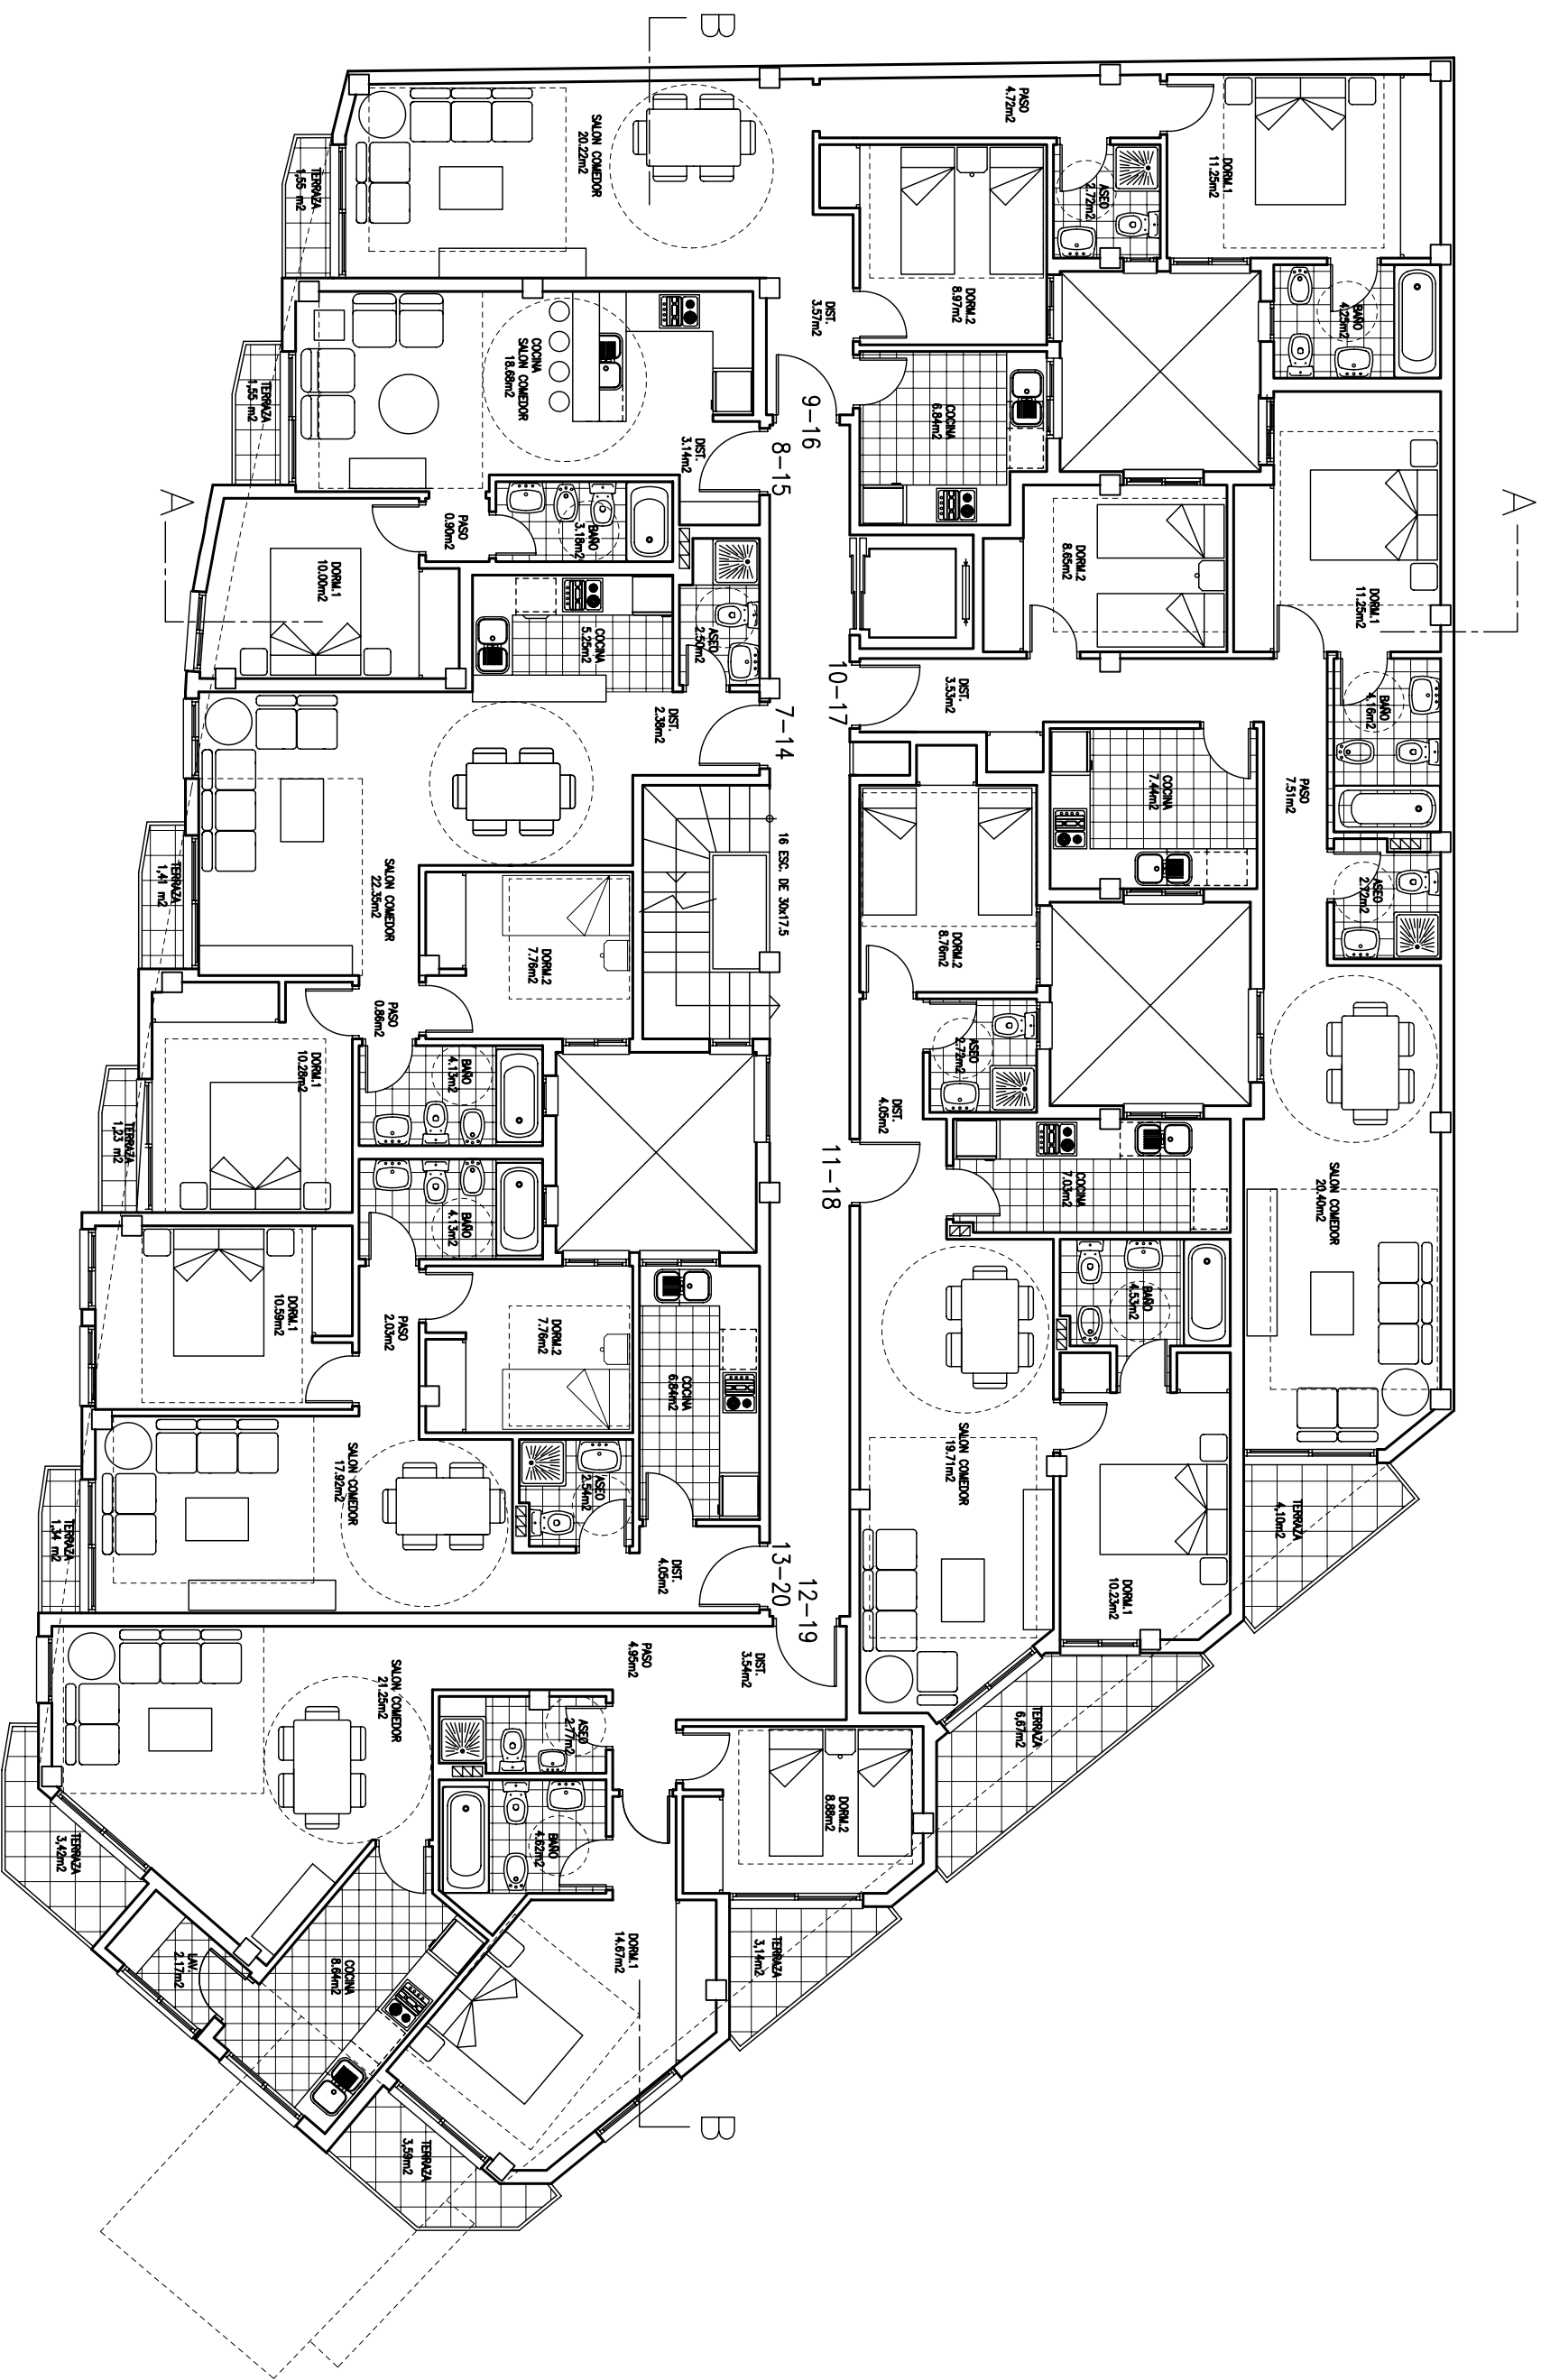 B
B
A
A
PASO
4.72m2
DORM.1
11.25m2
ASEO
2.72m2
SALON COMEDOR
20.22m2
TERRAZA
1,55 m2
DORM.2
8.97m2
DIST.
3.57m2
BAÑO
4.25m2
COCINA
6.84m2
9-16
8-15
COCINA
SALON COMEDOR
18.68m2
TERRAZA
1,55 m2
DIST.
3.14m2
BAÑO
3.18m2
PASO
0.90m2
DORM.1
10.00m2
DORM.1
11.25m2
DORM.2
8.65m2
BAÑO
4.16m2
DIST.
3.53m2
10-17
7-14
ASEO
2.50m2
COCINA
5.25m2
DIST.
2.38m2
COCINA
7.44m2
PASO
7.51m2
ASEO
2.72m2
16 ESC. DE 30x17.5
SALON COMEDOR
22.35m2
TERRAZA
1,41 m2
DORM.2
7.76m2
DORM.2
8.76m2
PASO
0.86m2
DORM.1
10.28m2
BAÑO
4.13m2
TERRAZA
1,23 m2
ASEO
2.72m2
DIST.
4.05m2
11-18
COCINA
7.03m2
SALON COMEDOR
20.40m2
BAÑO
4.13m2
BAÑO
4.53m2
DORM.1
10.59m2
PASO
2.03m2
DORM.2
7.76m2
COCINA
6.84m2
SALON COMEDOR
17.92m2
SALON COMEDOR
19.71m2
ASEO
2.54m2
TERRAZA
1,34 m2
DIST.
4.05m2
13-20
12-19
DORM.1
10.23m2
TERRAZA
4,10m2
TERRAZA
6,67m2
DIST.
3.54m2
PASO
4.95m2
SALON COMEDOR
21.25m2
ASEO
2.77m2
DORM.2
8.88m2
BAÑO
4.62m2
TERRAZA
3,42m2
TERRAZA
3,14m2
DORM.1
14.67m2
COCINA
8.64m2
LAV.
2.17m2
TERRAZA
3,59m2